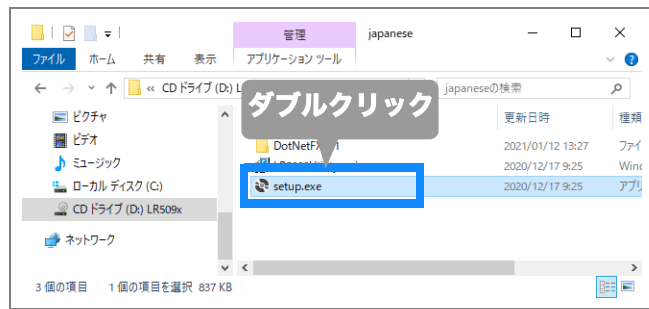 管理
japanese
ファイル
ホーム
共有
表示
アプリケーション ツール
« CD ドライブ (D:) L
japaneseの検索
ダブルクリック
更新日時
種類
ピクチャ
ビデオ
DotNetFX
2021/01/12 13:27
ファイ
ミュージック
2020/12/17 9:25
Winc
ローカル ディスク (C:)
setup.exe
2020/12/17 9:25
アプリ
CD ドライブ (D:) LR509x
ネットワーク
3 個の項目
1 個の項目を選択 837 KB